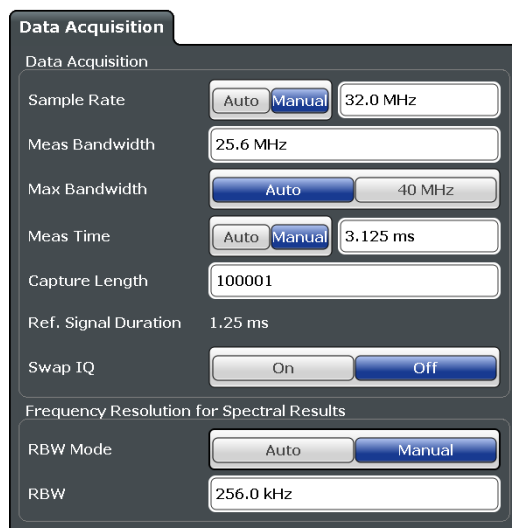 Data Acquisition
Data Acquisition
Sample Rate Auto Manual 32.0 MHz
Meas Bandwidth 25.6 MHz
Max Bandwidth Auto 40 MHz
Meas Time Auto Manual 3.125 ms
Capture Length 100001
Ref. Signal Duration 1.25 ms
Swap IQ On Off
Frequency Resolution for Spectral Results
RBW Mode Auto Manual
RBW 256.0 kHz